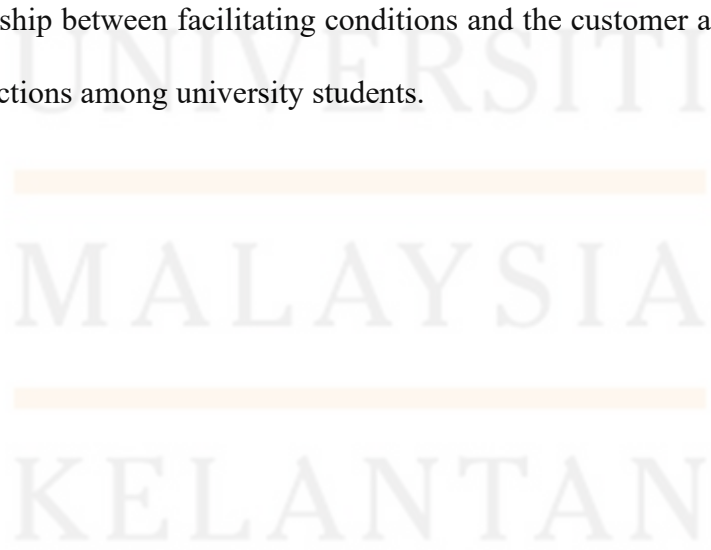 ship between facilitating conditions and the customer a
UNIVERSITI
ctions among university students.
MALAYSIA
KELANTAN